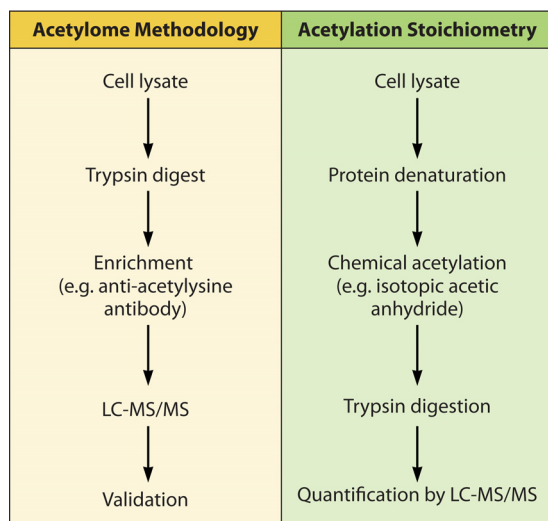 Acetylome Methodology
Cell lysate
Trypsin digest
Enrichment
(e.g. anti-acetylysine
antibody)
LC-MS/MS
Validation
Acetylation Stoichiometry
Cell lysate
Protein denaturation
Chemical acetylation
(e.g. isotopic acetic
anhydride)
Trypsin digestion
Quantification by LC-MS/MS